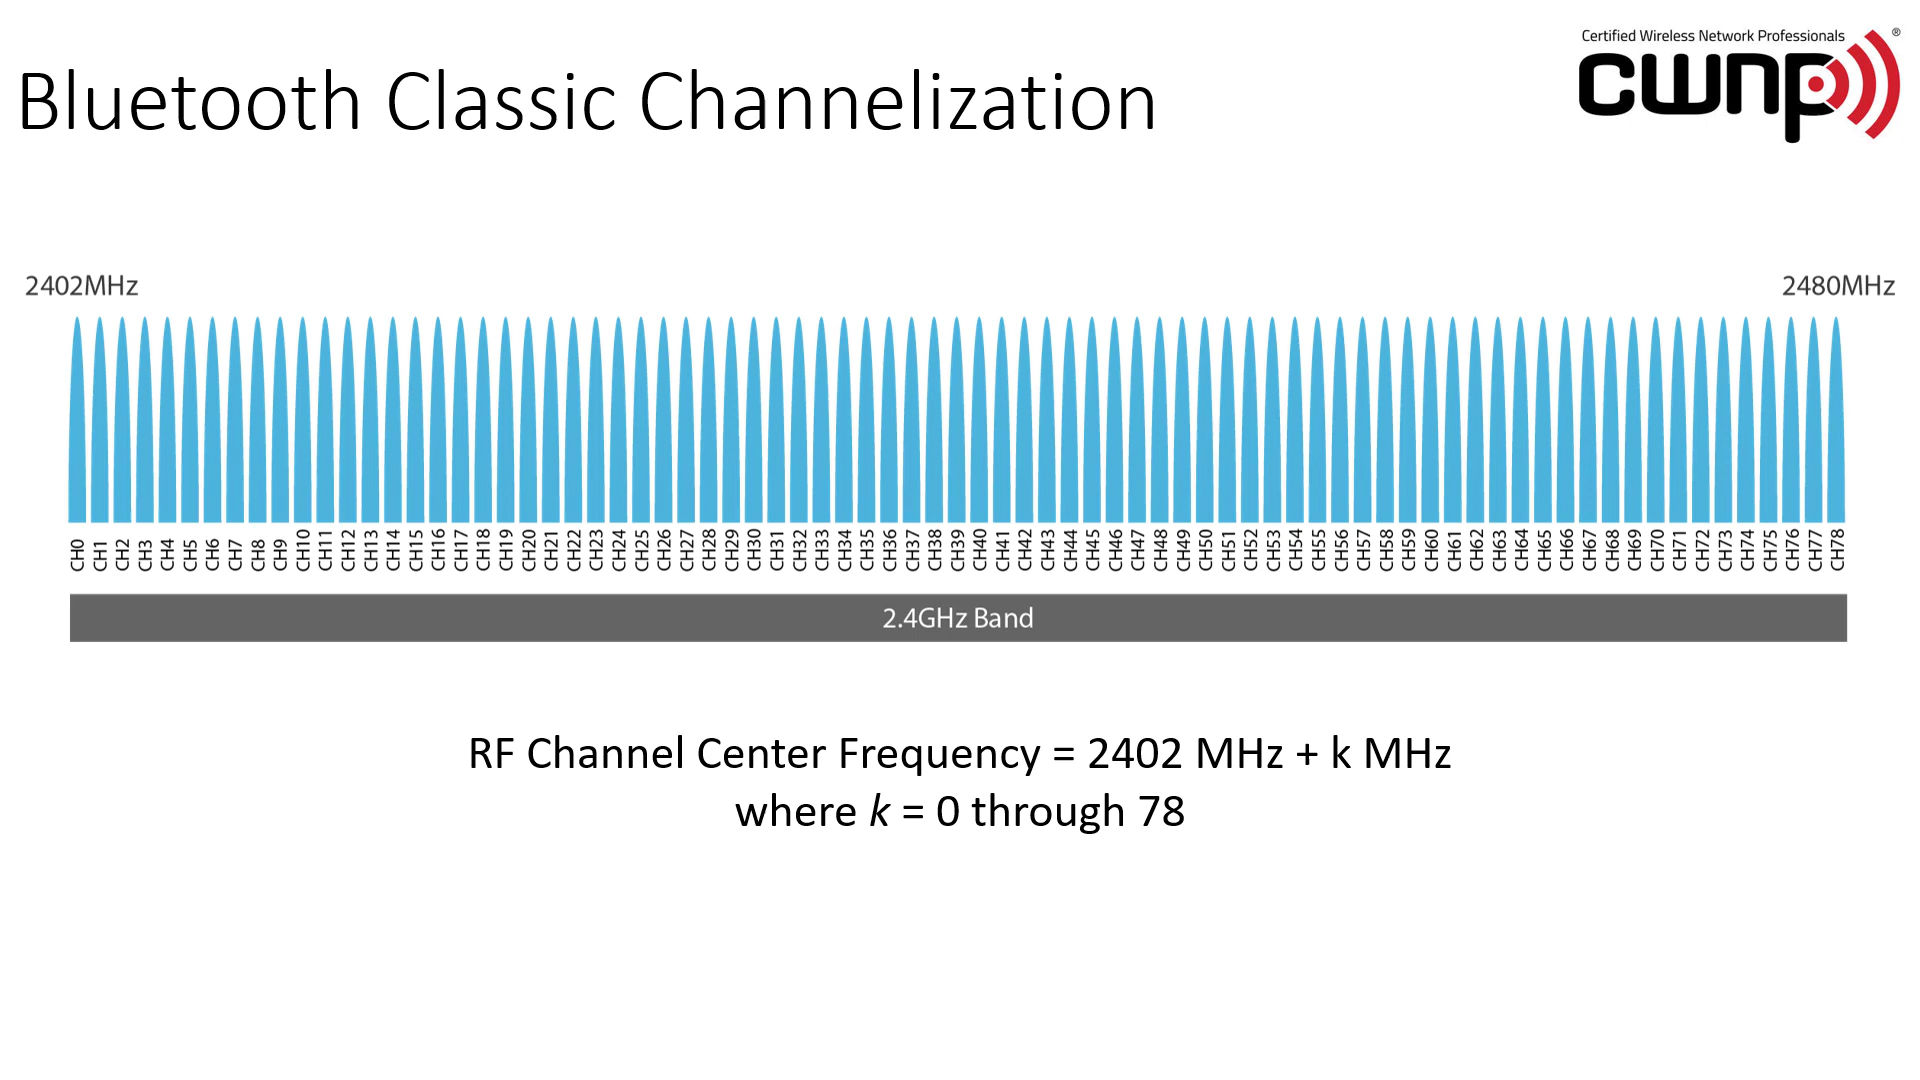 Certified Wireless Network Professionals ®
cwnp
Bluetooth Classic Channelization
2402MHz 2480MHz
CH0 CH1 CH2 CH3 CH4 CH5 CH6 CH7 CH8 CH9 CH10 CH11 CH12 CH13 CH14 CH15 CH16 CH17 CH18 CH19 CH20 CH21 CH22 CH23 CH24 CH25 CH26 CH27 CH28 CH29 CH30 CH31 CH32 CH33 CH34 CH35 CH36 CH37 CH38 CH39 CH40 CH41 CH42 CH43 CH44 CH45 CH46 CH47 CH48 CH49 CH50 CH51 CH52 CH53 CH54 CH55 CH56 CH57 CH58 CH59 CH60 CH61 CH62 CH63 CH64 CH65 CH66 CH67 CH68 CH69 CH70 CH71 CH72 CH73 CH74 CH75 CH76 CH77 CH78
2.4GHz Band
RF Channel Center Frequency = 2402 MHz + k MHz
where k = 0 through 78